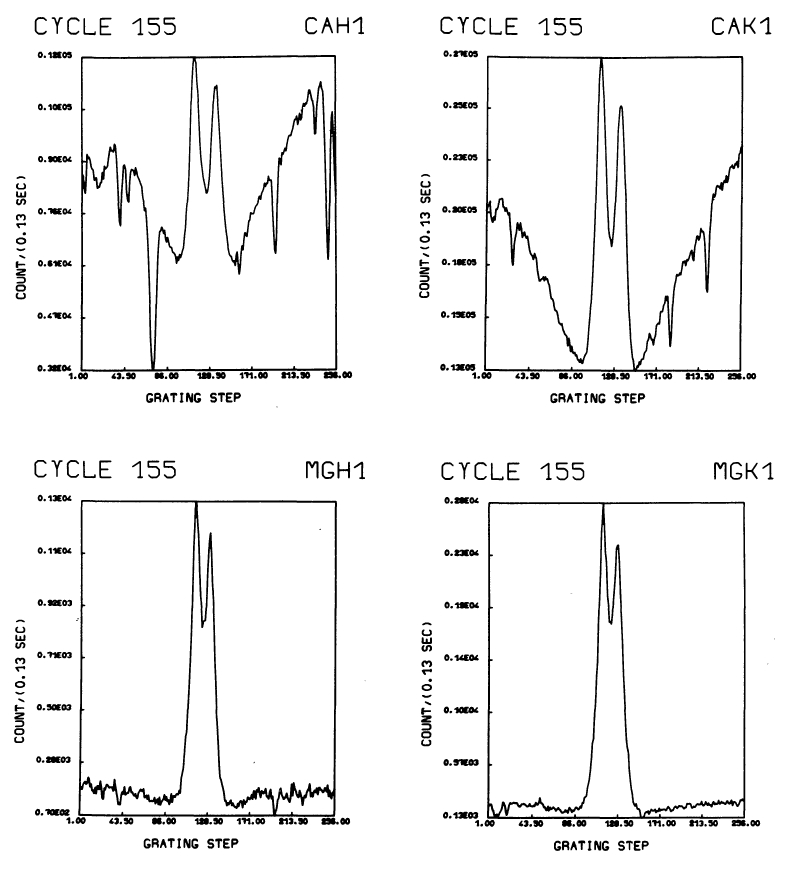 CYCLE 155 CAH1
0.12E05
0.10E05
0.90E04
0.76E04
0.61E04
0.47E04
COUNT/(0.13 SEC)
1.00 43.50 86.00 128.50 171.00 213.50 256.00
GRATING STEP
CYCLE 155 CAK1
0.27E05
0.25E05
0.23E05
0.20E05
0.18E05
0.15E05
0.13E05
COUNT/(0.13 SEC)
1.00 43.50 86.00 128.50 171.00 213.50 256.00
GRATING STEP
CYCLE 155 MGH1
0.13E04
0.11E04
0.92E03
0.71E03
0.50E03
0.28E03
0.70E02
COUNT/(0.13 SEC)
1.00 43.50 86.00 128.50 171.00 213.50 256.00
GRATING STEP
CYCLE 155 MGK1
0.28E04
0.23E04
0.19E04
0.14E04
0.10E04
0.57E03
0.13E03
COUNT/(0.13 SEC)
1.00 43.50 86.00 128.50 171.00 213.50 256.00
GRATING STEP